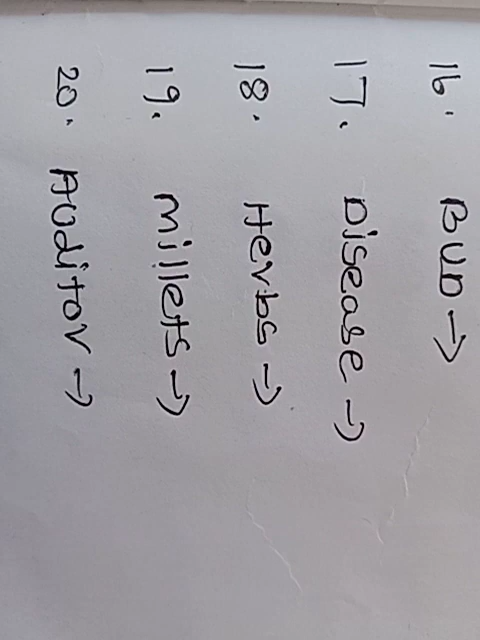 16. BUD →
17. Disease →
18. Herbs →
19. millets →
20. Auditor →